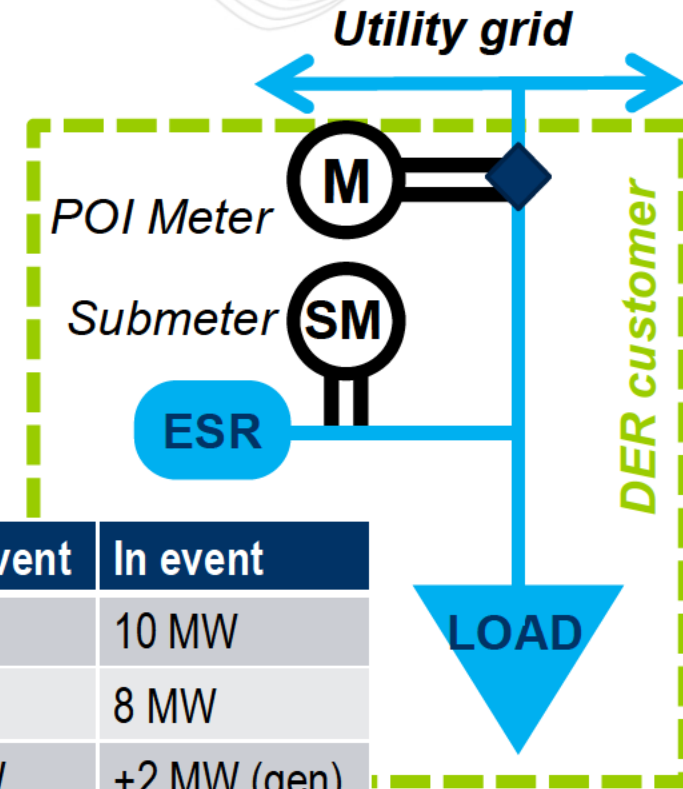 Utility grid
M
POI Meter
DER customer
Submeter
SM
ESR
In event
10 MW
LOAD
8 MW
+2 MW (gen)